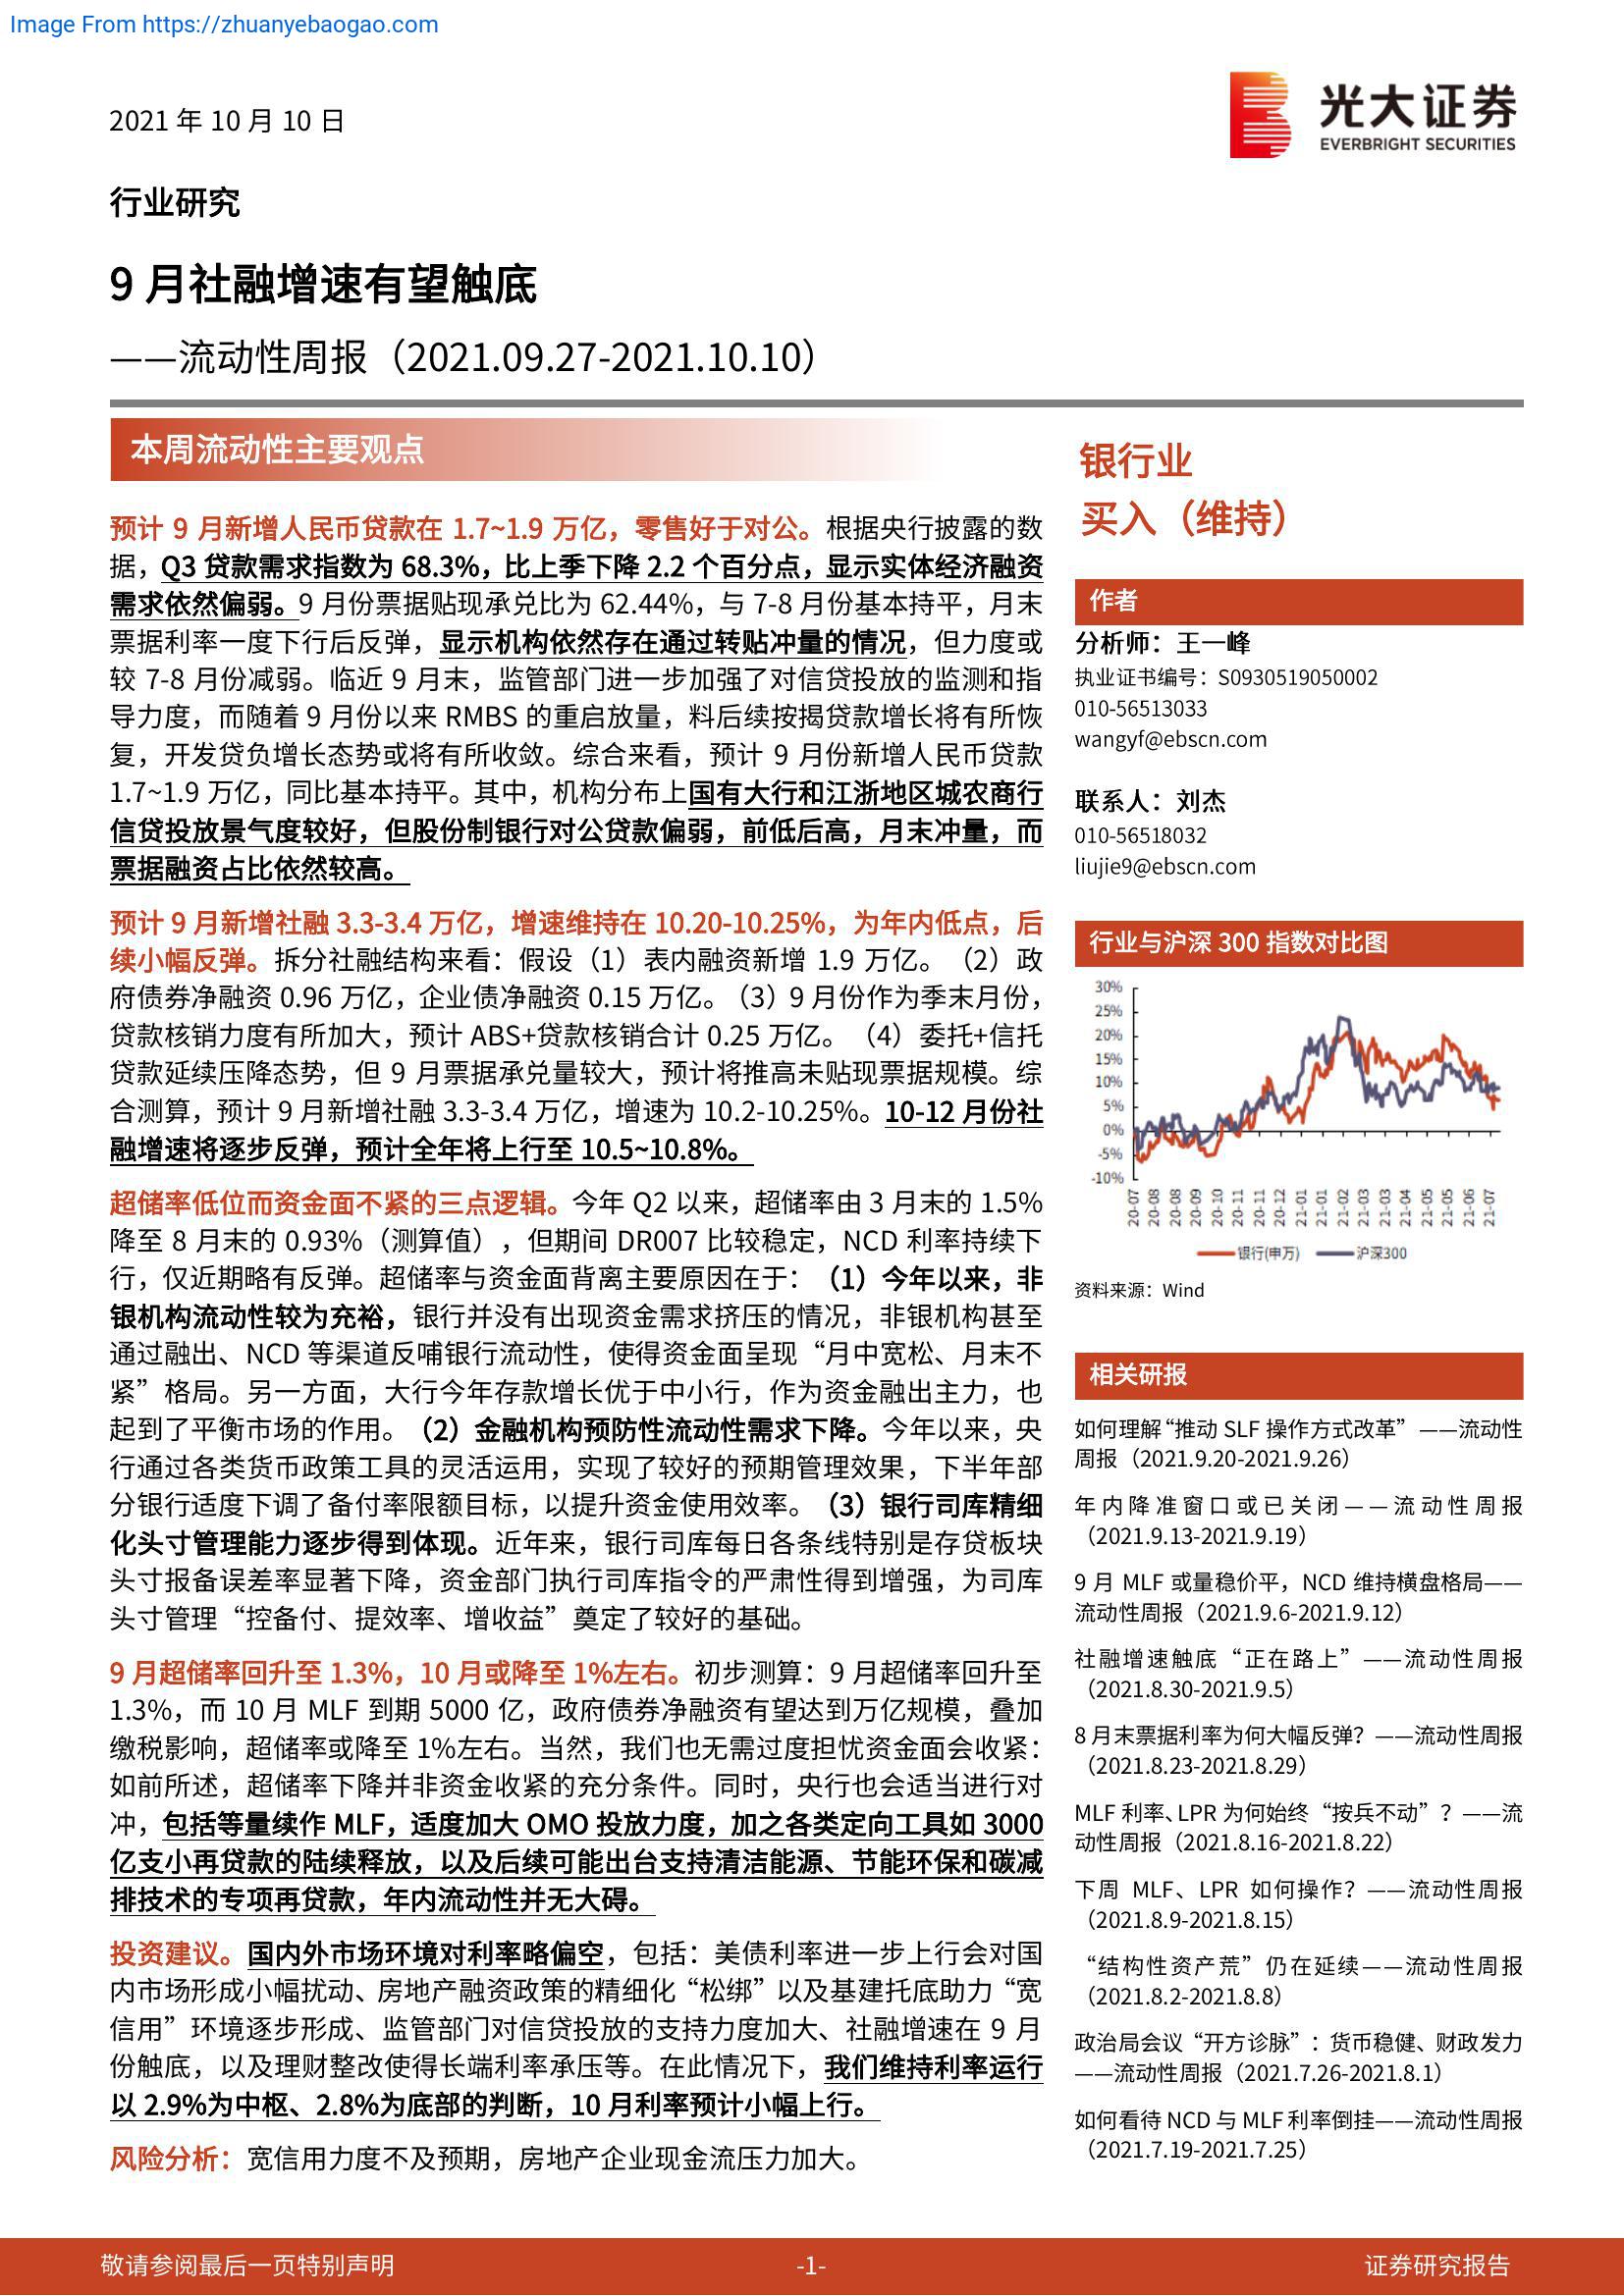 Image From https://zhuanyebaogao.com
2021 年 10 月 10 日
光大证券
EVERBRIGHT SECURITIES
行业研究
9 月社融增速有望触底
——流动性周报（2021.09.27-2021.10.10）
本周流动性主要观点
预计 9 月新增人民币贷款在 1.7~1.9 万亿，零售好于对公。根据央行披露的数
据，Q3 贷款需求指数为 68.3%，比上季下降 2.2 个百分点，显示实体经济融资
需求依然偏弱。9 月份票据贴现承兑比为 62.44%，与 7-8 月份基本持平，月末
票据利率一度下行后反弹，显示机构依然存在通过转贴冲量的情况，但力度或
较 7-8 月份减弱。临近 9 月末，监管部门进一步加强了对信贷投放的监测和指
导力度，而随着 9 月份以来 RMBS 的重启放量，料后续按揭贷款增长将有所恢
复，开发贷负增长态势或将有所收敛。综合来看，预计 9 月份新增人民币贷款
1.7~1.9 万亿，同比基本持平。其中，机构分布上国有大行和江浙地区城农商行
信贷投放景气度较好，但股份制银行对公贷款偏弱，前低后高，月末冲量，而
票据融资占比依然较高。
预计 9 月新增社融 3.3-3.4 万亿，增速维持在 10.20-10.25%，为年内低点，后
续小幅反弹。拆分社融结构来看：假设（1）表内融资新增 1.9 万亿。（2）政
府债券净融资 0.96 万亿，企业债净融资 0.15 万亿。（3）9 月份作为季末月份，
贷款核销力度有所加大，预计 ABS+贷款核销合计 0.25 万亿。（4）委托+信托
贷款延续压降态势，但 9 月票据承兑量较大，预计将推高未贴现票据规模。综
合测算，预计 9 月新增社融 3.3-3.4 万亿，增速为 10.2-10.25%。10-12 月份社
融增速将逐步反弹，预计全年将上行至 10.5~10.8%。
超储率低位而资金面不紧的三点逻辑。今年 Q2 以来，超储率由 3 月末的 1.5%
降至 8 月末的 0.93%（测算值），但期间 DR007 比较稳定，NCD 利率持续下
行，仅近期略有反弹。超储率与资金面背离主要原因在于：（1）今年以来，非
银机构流动性较为充裕，银行并没有出现资金需求挤压的情况，非银机构甚至
通过融出、NCD 等渠道反哺银行流动性，使得资金面呈现“月中宽松、月末不
紧”格局。另一方面，大行今年存款增长优于中小行，作为资金融出主力，也
起到了平衡市场的作用。（2）金融机构预防性流动性需求下降。今年以来，央
行通过各类货币政策工具的灵活运用，实现了较好的预期管理效果，下半年部
分银行适度下调了备付率限额目标，以提升资金使用效率。（3）银行司库精细
化头寸管理能力逐步得到体现。近年来，银行司库每日各条线特别是存贷板块
头寸报备误差率显著下降，资金部门执行司库指令的严肃性得到增强，为司库
头寸管理“控备付、提效率、增收益”奠定了较好的基础。
9 月超储率回升至 1.3%，10 月或降至 1%左右。初步测算：9 月超储率回升至
1.3%，而 10 月 MLF 到期 5000 亿，政府债券净融资有望达到万亿规模，叠加
缴税影响，超储率或降至 1%左右。当然，我们也无需过度担忧资金面会收紧：
如前所述，超储率下降并非资金收紧的充分条件。同时，央行也会适当进行对
冲，包括等量续作 MLF，适度加大 OMO 投放力度，加之各类定向工具如 3000
亿支小再贷款的陆续释放，以及后续可能出台支持清洁能源、节能环保和碳减
排技术的专项再贷款，年内流动性并无大碍。
投资建议。国内外市场环境对利率略偏空，包括：美债利率进一步上行会对国
内市场形成小幅扰动、房地产融资政策的精细化“松绑”以及基建托底助力“宽
信用”环境逐步形成、监管部门对信贷投放的支持力度加大、社融增速在 9 月
份触底，以及理财整改使得长端利率承压等。在此情况下，我们维持利率运行
以 2.9%为中枢、2.8%为底部的判断，10 月利率预计小幅上行。
风险分析：宽信用力度不及预期，房地产企业现金流压力加大。
银行业
买入（维持）
作者
分析师：王一峰
执业证书编号：S0930519050002
010-56513033
wangyf@ebscn.com
联系人：刘杰
010-56518032
liujie9@ebscn.com
行业与沪深 300 指数对比图
30%
25%
20%
15%
10%
5%
0%
-5%
-10%
20-07 20-08 20-08 20-09 20-10 20-11 20-11 20-12 21-01 21-01 21-02 21-03 21-03 21-04 21-05 21-05 21-06 21-07
银行(申万) 沪深300
资料来源：Wind
相关研报
如何理解“推动 SLF 操作方式改革”——流动性
周报（2021.9.20-2021.9.26）
年内降准窗口或已关闭——流动性周报
（2021.9.13-2021.9.19）
9 月 MLF 或量稳价平，NCD 维持横盘格局——
流动性周报（2021.9.6-2021.9.12）
社融增速触底“正在路上”——流动性周报
（2021.8.30-2021.9.5）
8 月末票据利率为何大幅反弹？——流动性周报
（2021.8.23-2021.8.29）
MLF 利率、LPR 为何始终“按兵不动”？——流
动性周报（2021.8.16-2021.8.22）
下周 MLF、LPR 如何操作？——流动性周报
（2021.8.9-2021.8.15）
“结构性资产荒”仍在延续——流动性周报
（2021.8.2-2021.8.8）
政治局会议“开方诊脉”：货币稳健、财政发力
——流动性周报（2021.7.26-2021.8.1）
如何看待 NCD 与 MLF 利率倒挂——流动性周报
（2021.7.19-2021.7.25）
敬请参阅最后一页特别声明
-1-
证券研究报告